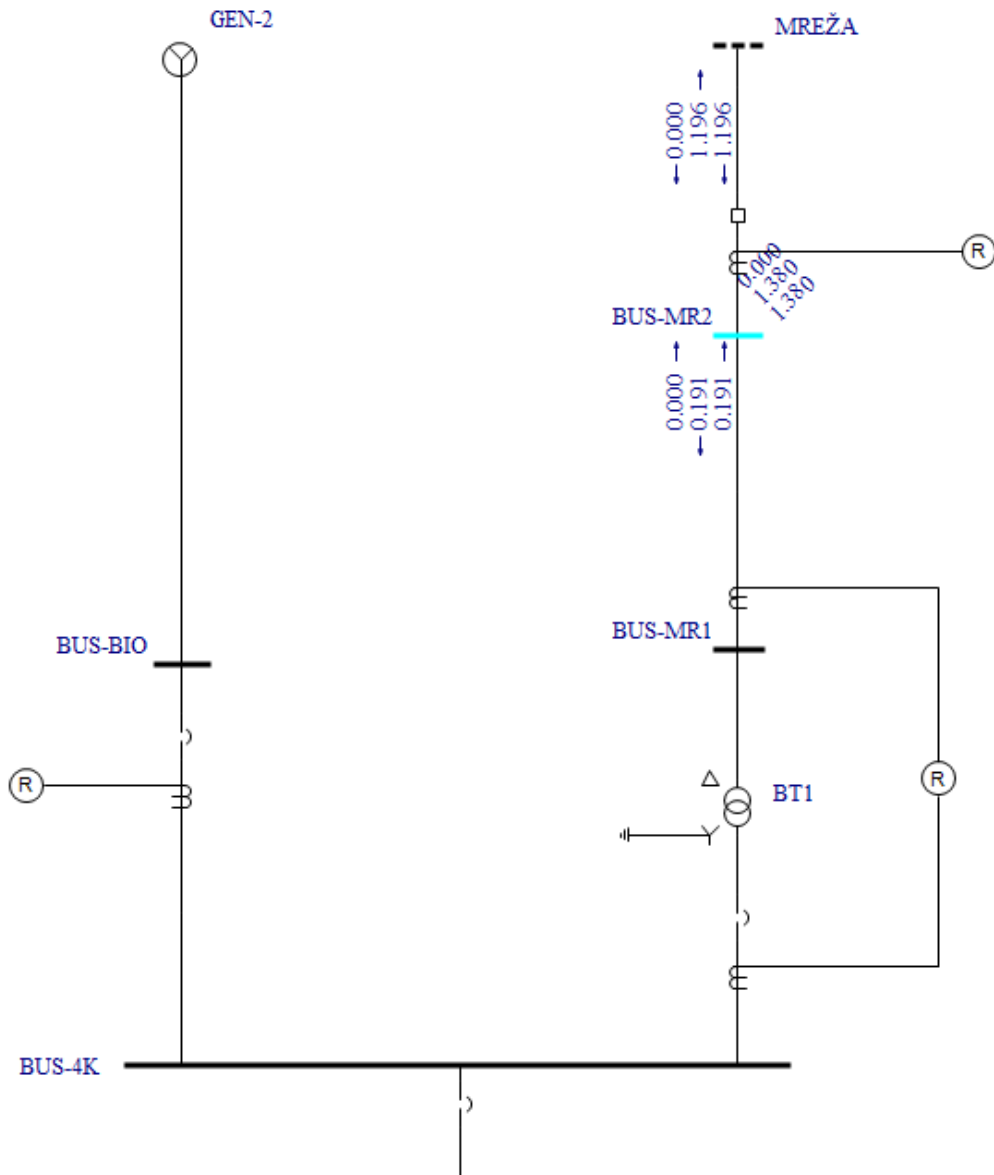 GEN-2
MREŽA
0.000
1.196
1.196
R
0.000
1.380
1.380
BUS-MR2
0.000
0.191
0.191
BUS-MR1
BUS-BIO
R
R
BT1
BUS-4K